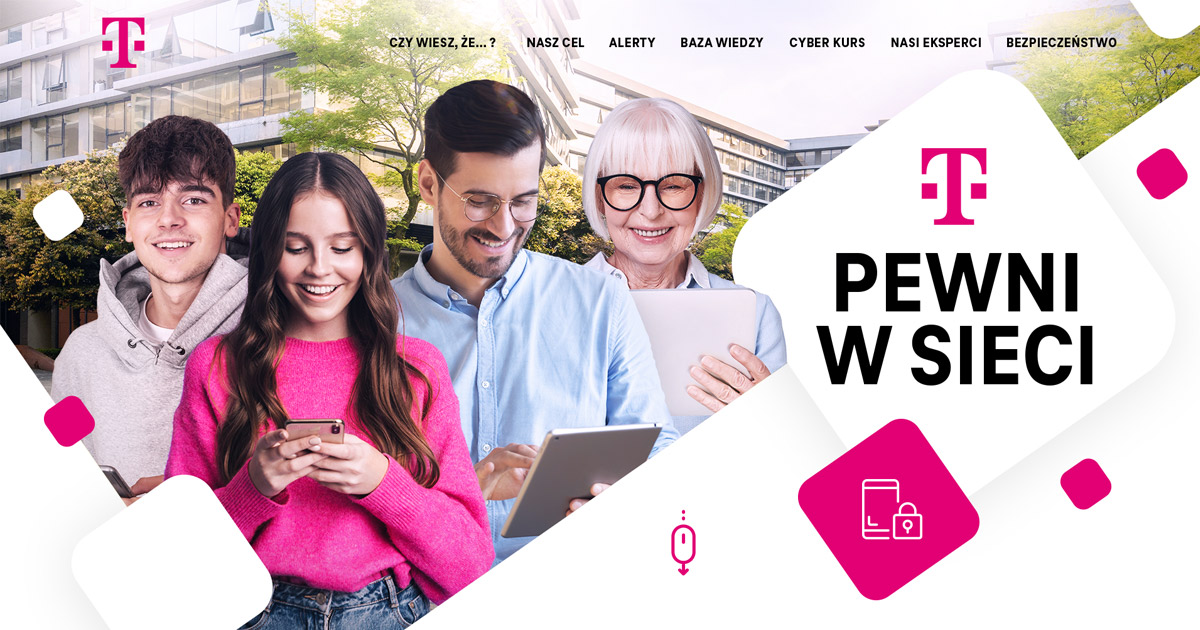 T
CZY WIESZ, ŻE... ?
NASZ CEL
ALERTY
BAZA WIEDZY
CYBER KURS
NASI EKSPERCI
BEZPIECZEŃSTWO
T
PEWNI
W SIECI